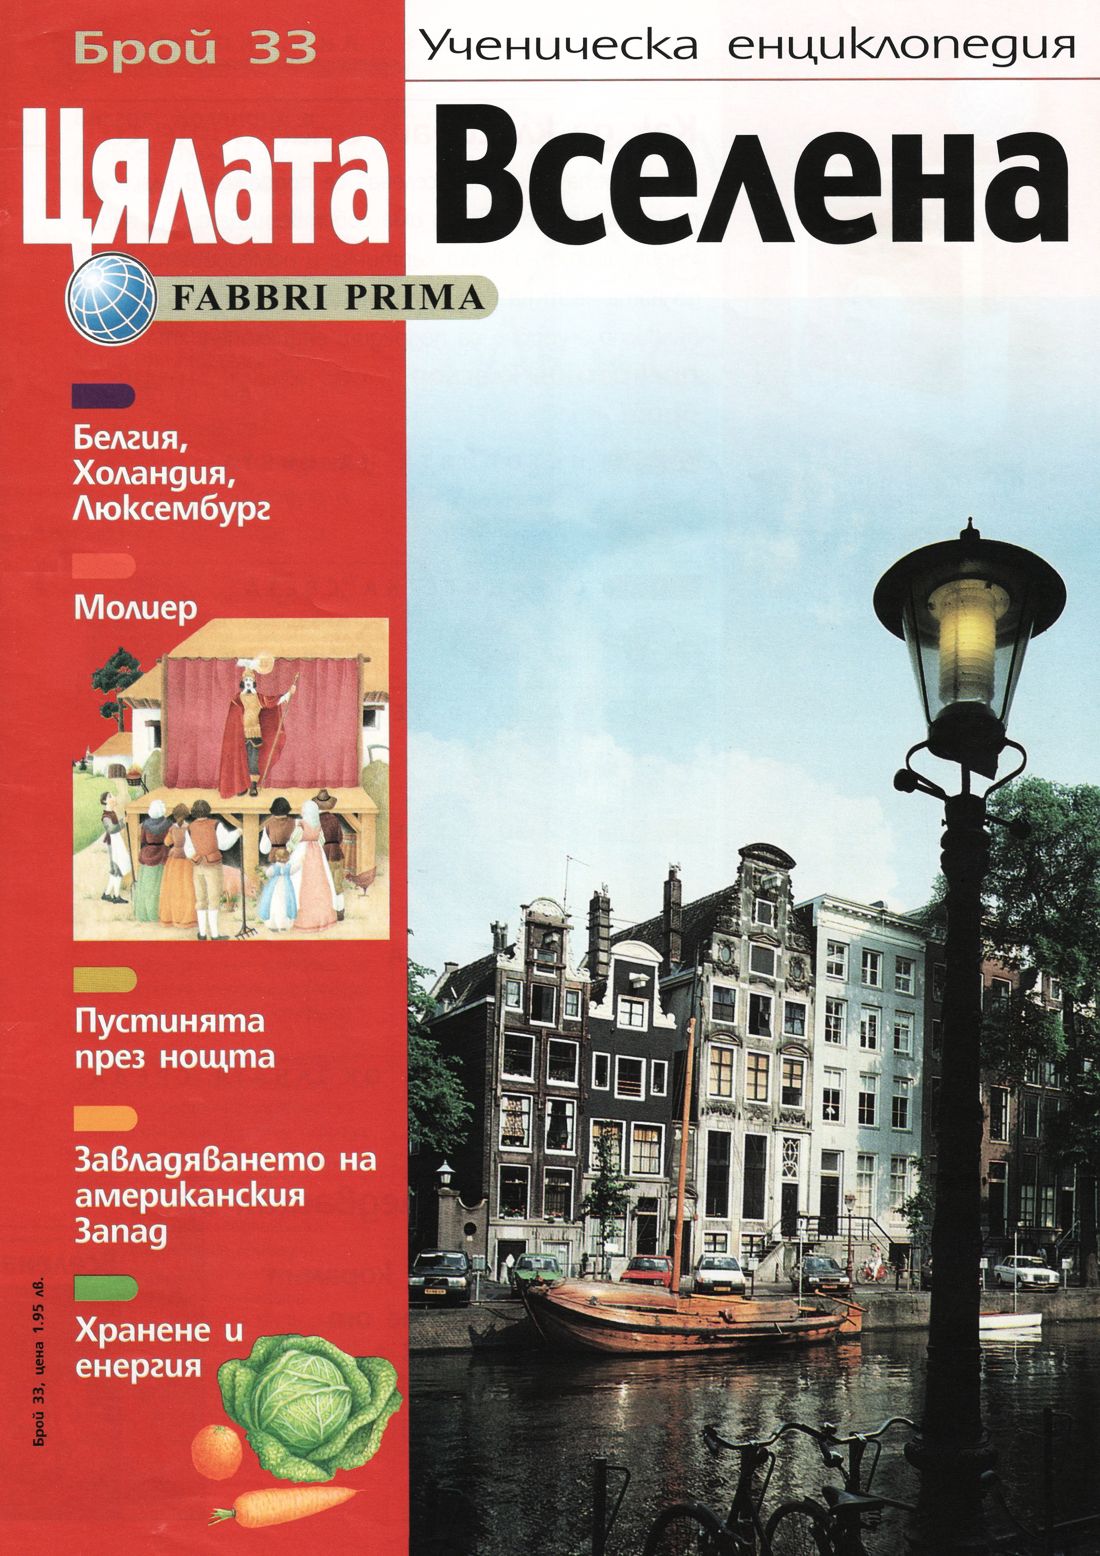 Брой 33
Ученическа енциклопедия
Цялата Вселена
FABBRI PRIMA
Белгия,
Холандия,
Люксембург
Молиер
Пустинята
през нощта
Завладяването на
американския
Запад
Хранене и
енергия
Брой 33, цена 1.95 лв.